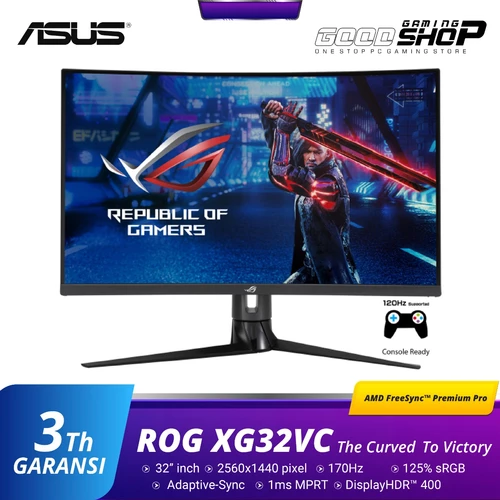 ASUS
GAMING
GOOD SHOP
ONE STOP PC GAMING STORE
REPUBLIC OF
GAMERS
120Hz Supported
Console Ready
AMD FreeSync™ Premium Pro
3Th
GARANSI
ROG XG32VC The Curved To Victory
32" inch 2560x1440 pixel 170Hz 125% sRGB
Adaptive-Sync 1ms MPRT DisplayHDR™ 400